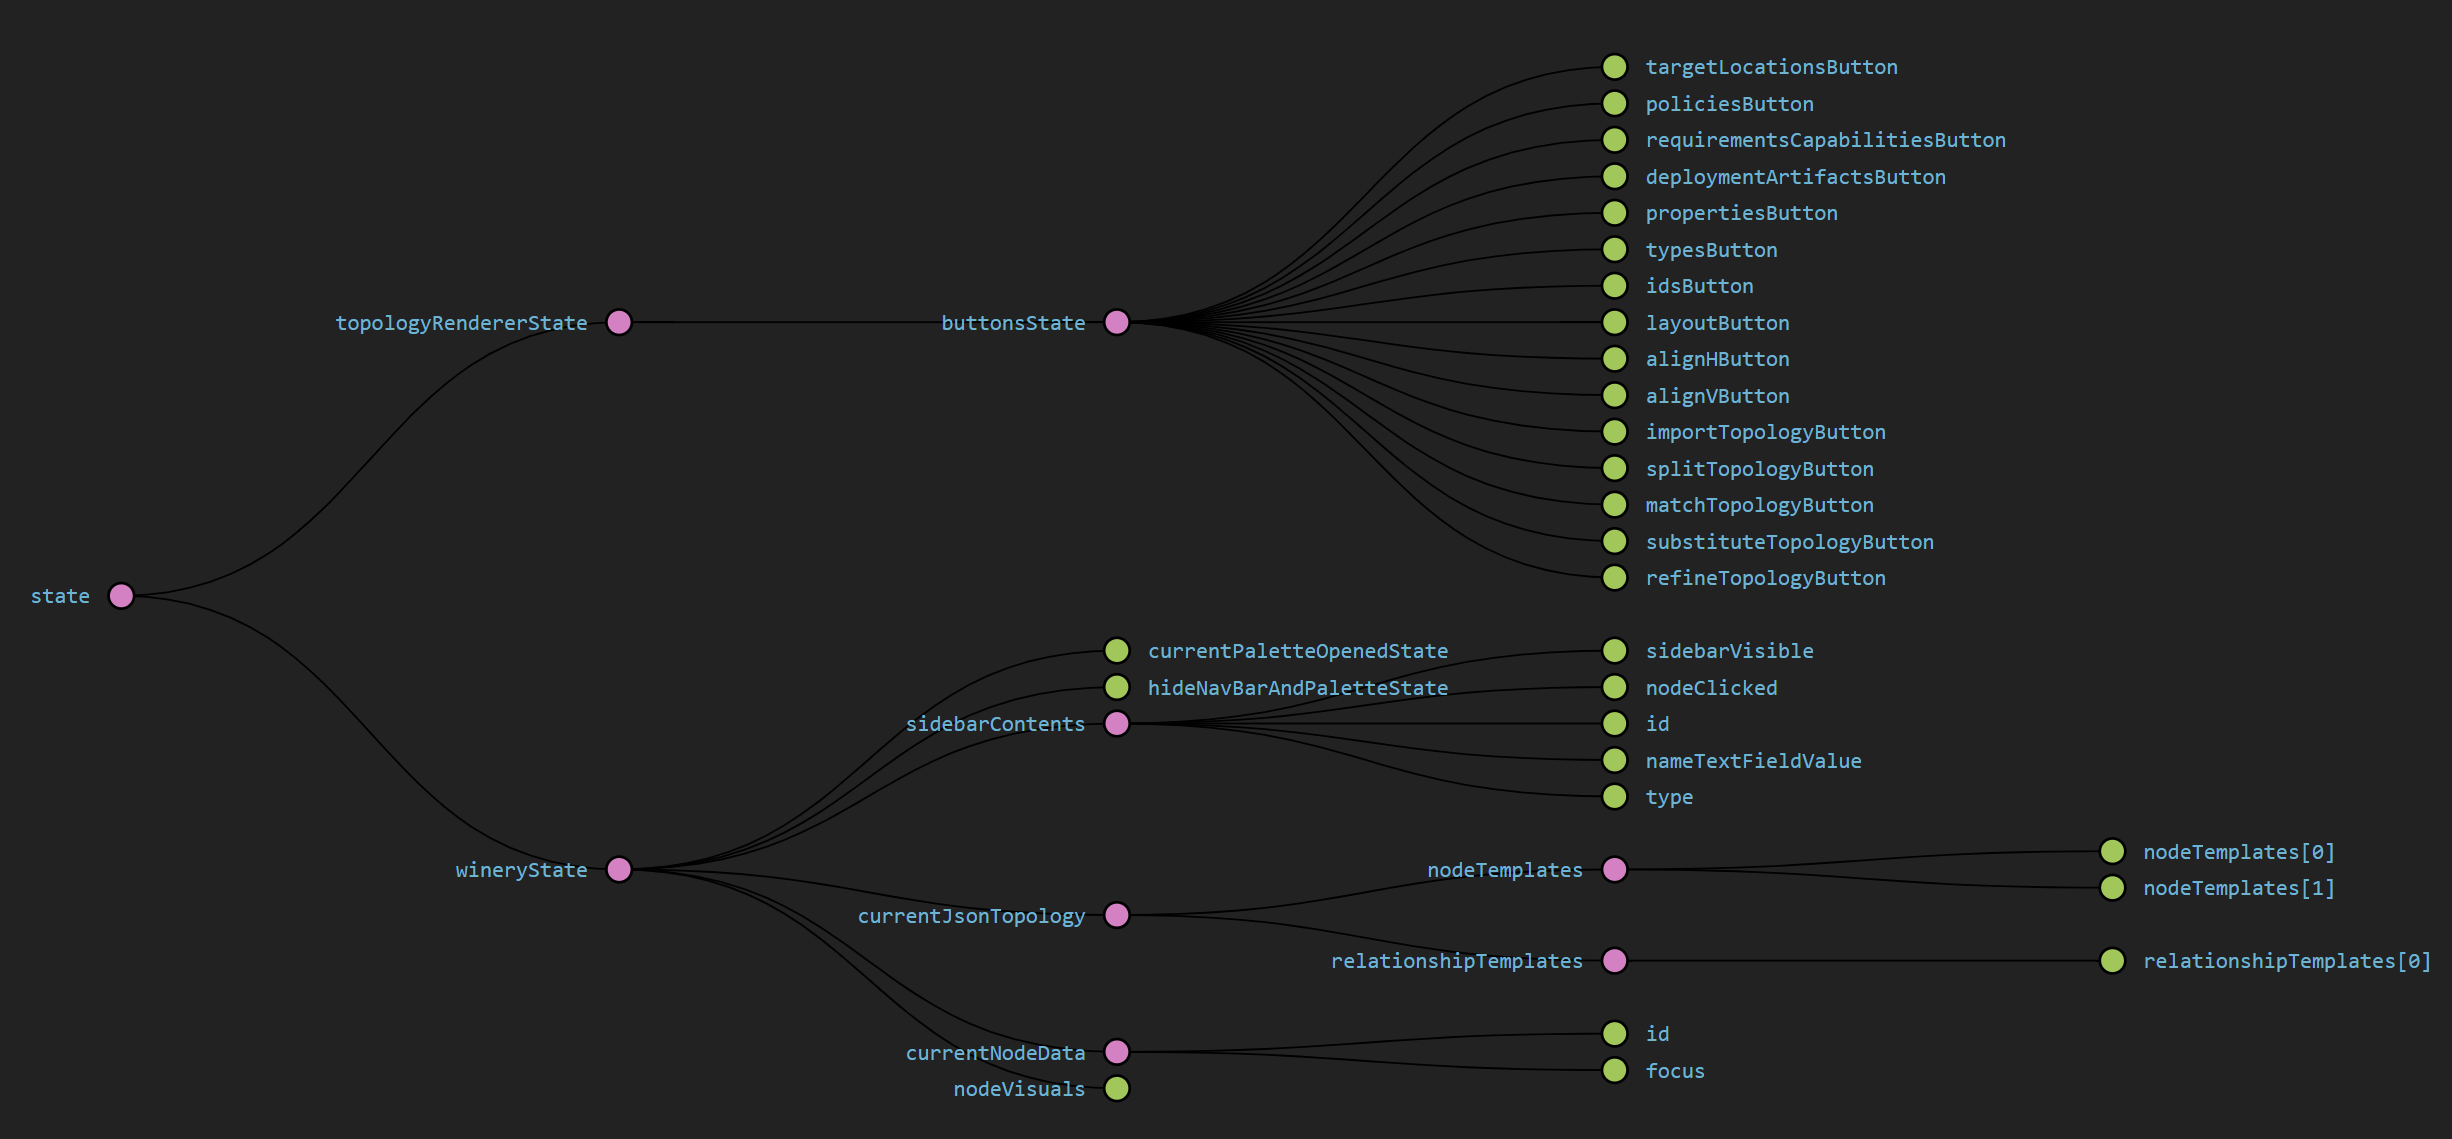 targetLocationsButton
policiesButton
requirementsCapabilitiesButton
deploymentArtifactsButton
propertiesButton
typesButton
idsButton
topologyRendererState
buttonsState
layoutButton
alignHButton
alignVButton
importTopologyButton
splitTopologyButton
matchTopologyButton
substituteTopologyButton
refineTopologyButton
state
currentPaletteOpenedState
sidebarVisible
hideNavBarAndPaletteState
nodeClicked
sidebarContents
id
nameTextFieldValue
type
wineryState
nodeTemplates
nodeTemplates[0]
nodeTemplates[1]
currentJsonTopology
relationshipTemplates
relationshipTemplates[0]
id
currentNodeData
focus
nodeVisuals